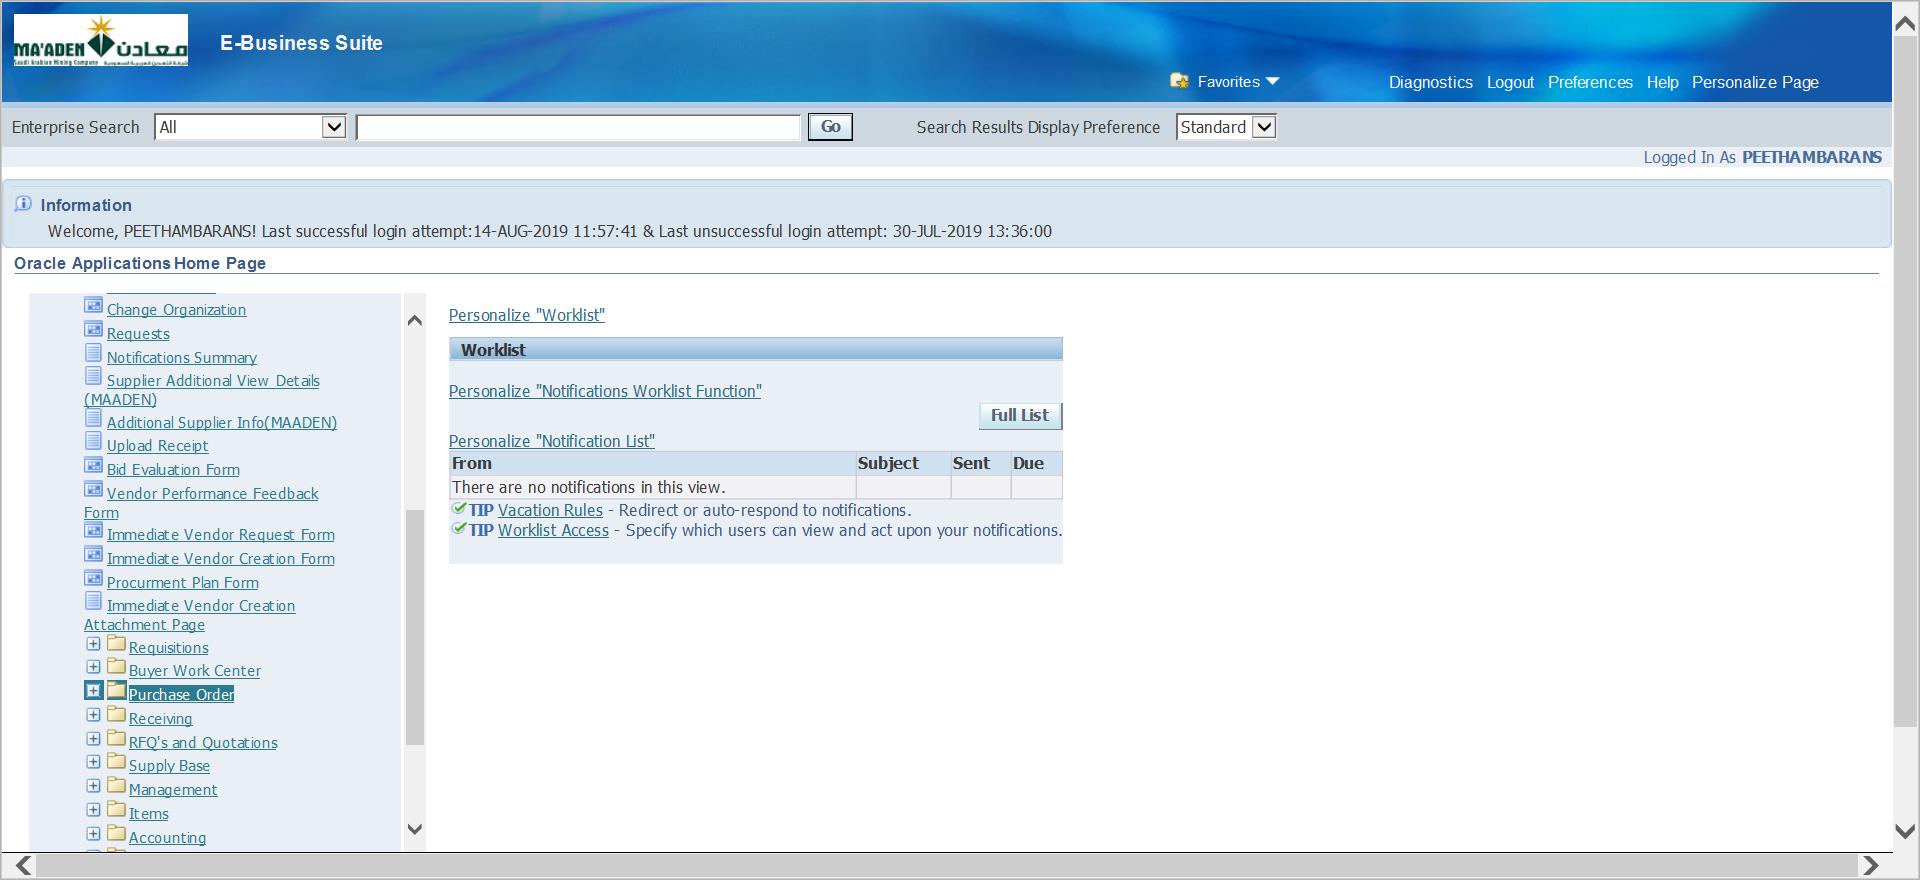 MA'ADEN معادن
Saudi Arabian Mining Company شركة التعدين العربية السعودية
E-Business Suite
Favorites
Diagnostics Logout Preferences Help Personalize Page
Enterprise Search All Go Search Results Display Preference Standard
Logged In As PEETHAMBARANS
Information
Welcome, PEETHAMBARANS! Last successful login attempt:14-AUG-2019 11:57:41 & Last unsuccessful login attempt: 30-JUL-2019 13:36:00
Oracle Applications Home Page
Change Organization
Requests
Notifications Summary
Supplier Additional View Details
(MAADEN)
Additional Supplier Info(MAADEN)
Upload Receipt
Bid Evaluation Form
Vendor Performance Feedback
Form
Immediate Vendor Request Form
Immediate Vendor Creation Form
Procurment Plan Form
Immediate Vendor Creation
Attachment Page
Requisitions
Buyer Work Center
Purchase Order
Receiving
RFQ's and Quotations
Supply Base
Management
Items
Accounting
Personalize "Worklist"
Worklist
Personalize "Notifications Worklist Function"
Full List
Personalize "Notification List"
From Subject Sent Due
There are no notifications in this view.
TIP Vacation Rules - Redirect or auto-respond to notifications.
TIP Worklist Access - Specify which users can view and act upon your notifications.